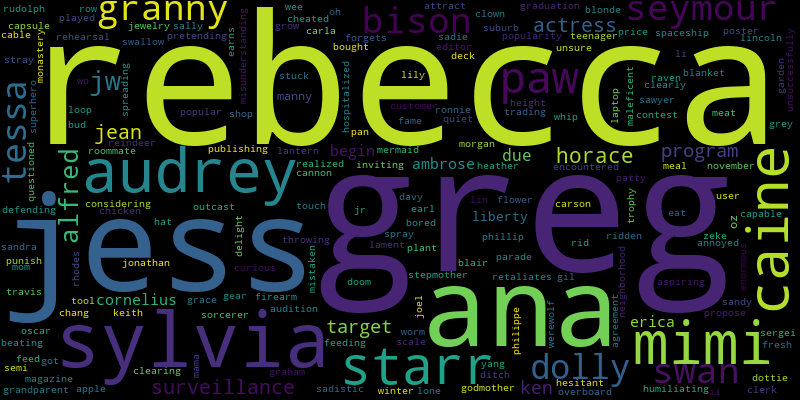 rudolph
row
granny
wee
oh
blonde
graduation
attract
seymour
capsule
played
jewelry
sally
cheated
clown
bison
suburb
actress
price
spaceship
poster
cable
rehearsal
pretending
earns
grow
carla
sadie
popularity
teenager
lincoln
monastery
swallow
misunderstanding
bought
forgets
editor
unsure
li
unsuccessfully
stray
rebecca
deck
wo
jw
spreading
stuck
lily
paw
laptop
maleficent
raven
blanket
clearly
garden
tessa
superhero
loop
popular
manny
hospitalized
customer
height
ronnie
trading
sawyer
bud
jean
shop
fame
quiet
whip
contest
meat
grey
reindeer
pan
morgan
questioned
roommate
publishing
lantern
begin
mermaid
due
horace
program
alfred
audrey
realized
inviting
ambrose
heather
encountered
meal
november
cannon
patty
considering
greg
davy
lin
flower
carson
trophy
user
caine
defending
chicken
outcast
touch
jr
earl
liberty
eat
oz
capable
hat
delight
bored
phillip
rid
ridden
zeke
jess
throwing
spray
annoyed
sandra
mistaken
lament
plant
parade
neighborhood
punish
rhodes
jonathan
curious
blair
mom
doom
stepmother
retaliates
gil
aspiring
enormous
travis
tool
cornelius
grace
gear
firearm
joel
ana
sandy
chang
keith
sorcerer
audition
target
philippe
werewolf
agreement
erica
propose
oscar
sylvia
worm
mimi
sergei
beating
feeding
scale
fresh
feed
got
mama
starr
yang
dolly
swan
semi
clearing
graham
ditch
hesitant
dottie
magazine
grandparent
apple
surveillance
sadistic
winter
lone
godmother
ken
overboard
humiliating
ii
clerk